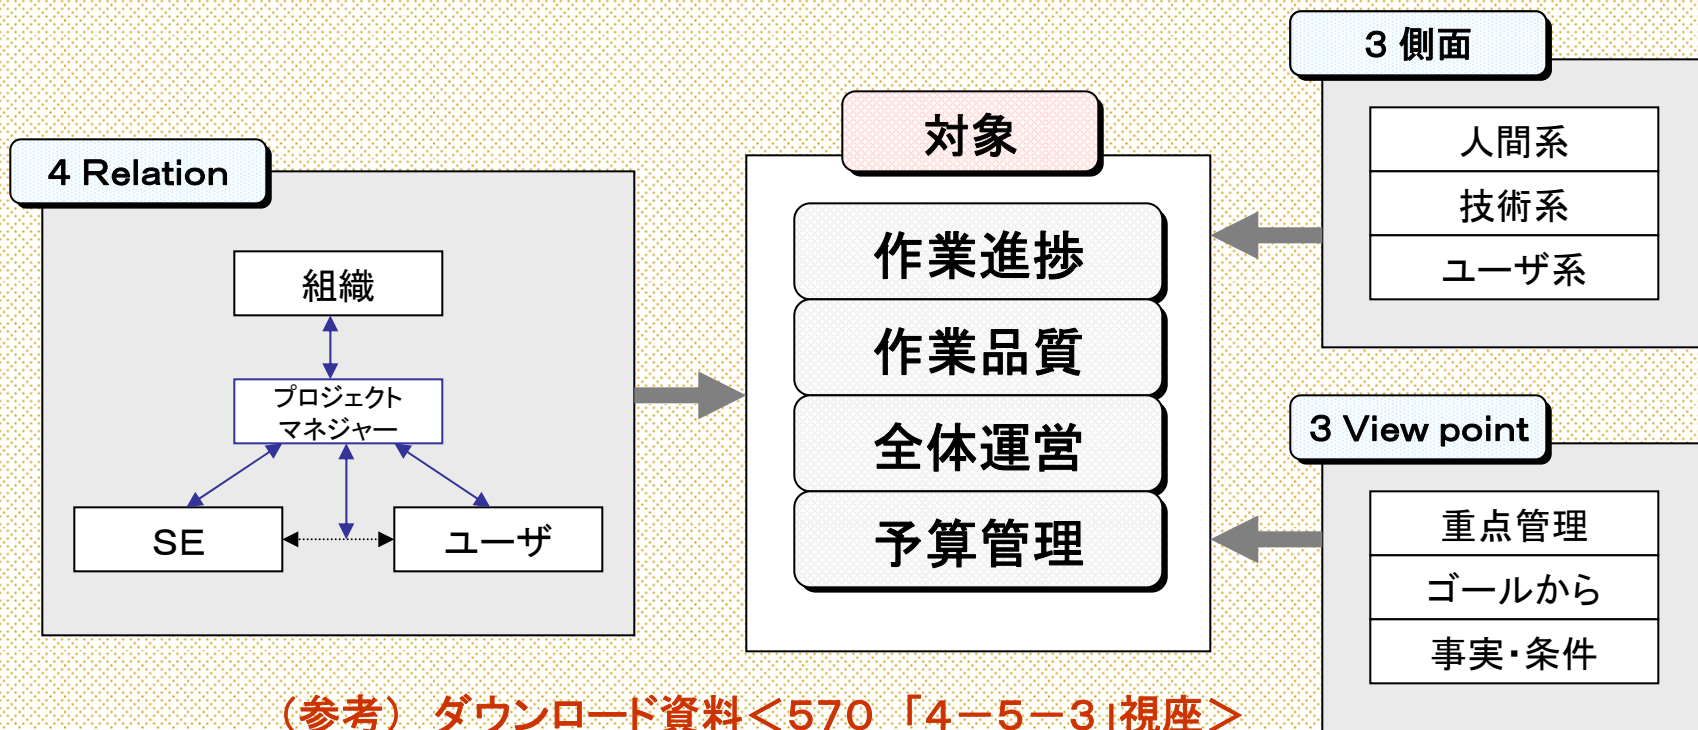 4 Relation
組織
プロジェクト
マネジャー
SE
ユーザ
対象
作業進捗
作業品質
全体運営
予算管理
3 側面
人間系
技術系
ユーザ系
3 View point
重点管理
ゴールから
事実・条件
(参考) ダウンロード資料<570 「4-5-3」視座>